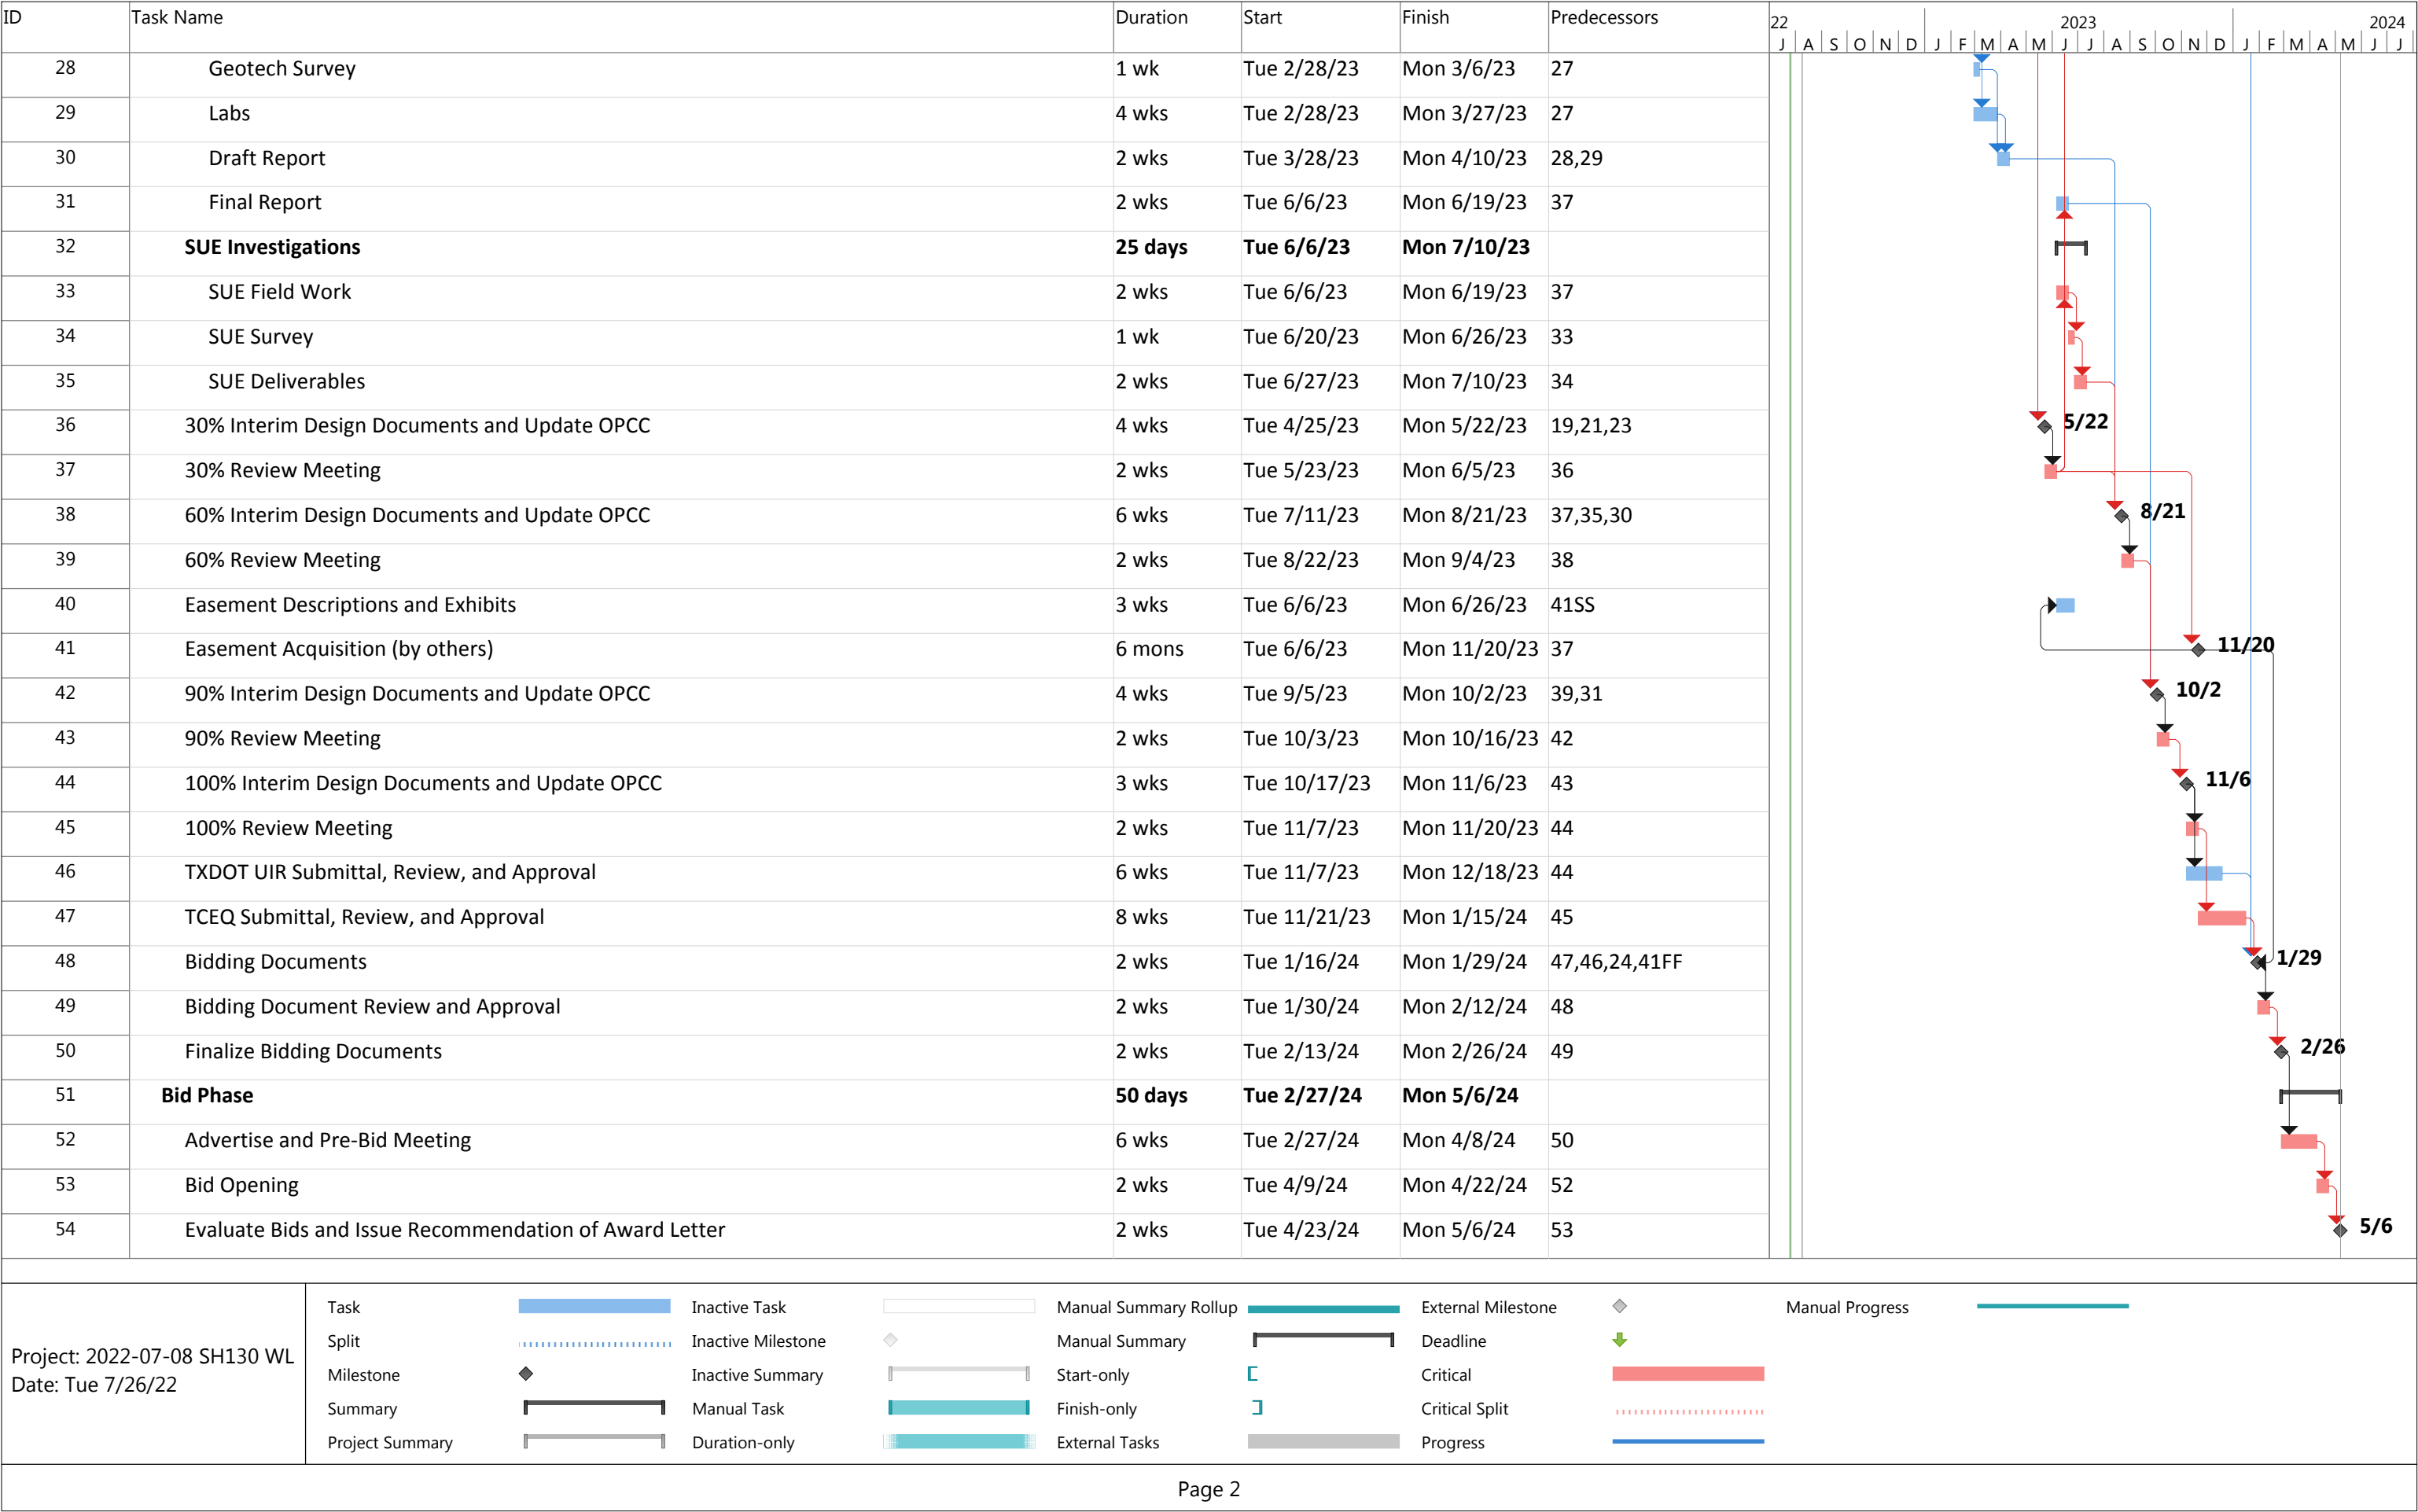 ID Task Name Duration Start Finish Predecessors
22 2023 2024
J A S O N D J F M A M J J A S O N D J F M A M J J
28 Geotech Survey 1 wk Tue 2/28/23 Mon 3/6/23 27
29 Labs 4 wks Tue 2/28/23 Mon 3/27/23 27
30 Draft Report 2 wks Tue 3/28/23 Mon 4/10/23 28,29
31 Final Report 2 wks Tue 6/6/23 Mon 6/19/23 37
32 SUE Investigations 25 days Tue 6/6/23 Mon 7/10/23
33 SUE Field Work 2 wks Tue 6/6/23 Mon 6/19/23 37
34 SUE Survey 1 wk Tue 6/20/23 Mon 6/26/23 33
35 SUE Deliverables 2 wks Tue 6/27/23 Mon 7/10/23 34
36 30% Interim Design Documents and Update OPCC 4 wks Tue 4/25/23 Mon 5/22/23 19,21,23 5/22
37 30% Review Meeting 2 wks Tue 5/23/23 Mon 6/5/23 36
38 60% Interim Design Documents and Update OPCC 6 wks Tue 7/11/23 Mon 8/21/23 37,35,30 8/21
39 60% Review Meeting 2 wks Tue 8/22/23 Mon 9/4/23 38
40 Easement Descriptions and Exhibits 3 wks Tue 6/6/23 Mon 6/26/23 41SS
41 Easement Acquisition (by others) 6 mons Tue 6/6/23 Mon 11/20/23 37 11/20
42 90% Interim Design Documents and Update OPCC 4 wks Tue 9/5/23 Mon 10/2/23 39,31 10/2
43 90% Review Meeting 2 wks Tue 10/3/23 Mon 10/16/23 42
44 100% Interim Design Documents and Update OPCC 3 wks Tue 10/17/23 Mon 11/6/23 43 11/6
45 100% Review Meeting 2 wks Tue 11/7/23 Mon 11/20/23 44
46 TXDOT UIR Submittal, Review, and Approval 6 wks Tue 11/7/23 Mon 12/18/23 44
47 TCEQ Submittal, Review, and Approval 8 wks Tue 11/21/23 Mon 1/15/24 45
48 Bidding Documents 2 wks Tue 1/16/24 Mon 1/29/24 47,46,24,41FF 1/29
49 Bidding Document Review and Approval 2 wks Tue 1/30/24 Mon 2/12/24 48
50 Finalize Bidding Documents 2 wks Tue 2/13/24 Mon 2/26/24 49 2/26
51 Bid Phase 50 days Tue 2/27/24 Mon 5/6/24
52 Advertise and Pre-Bid Meeting 6 wks Tue 2/27/24 Mon 4/8/24 50
53 Bid Opening 2 wks Tue 4/9/24 Mon 4/22/24 52
54 Evaluate Bids and Issue Recommendation of Award Letter 2 wks Tue 4/23/24 Mon 5/6/24 53 5/6
Project: 2022-07-08 SH130 WL
Date: Tue 7/26/22
Task Inactive Task Manual Summary Rollup External Milestone Manual Progress
Split Inactive Milestone Manual Summary Deadline
Milestone Inactive Summary Start-only Critical
Summary Manual Task Finish-only Critical Split
Project Summary Duration-only External Tasks Progress
Page 2